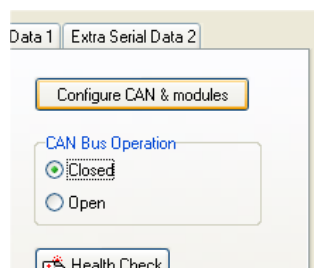 Data 1 Extra Serial Data 2
Configure CAN & modules
CAN Bus Operation
Closed
Open
Health Check